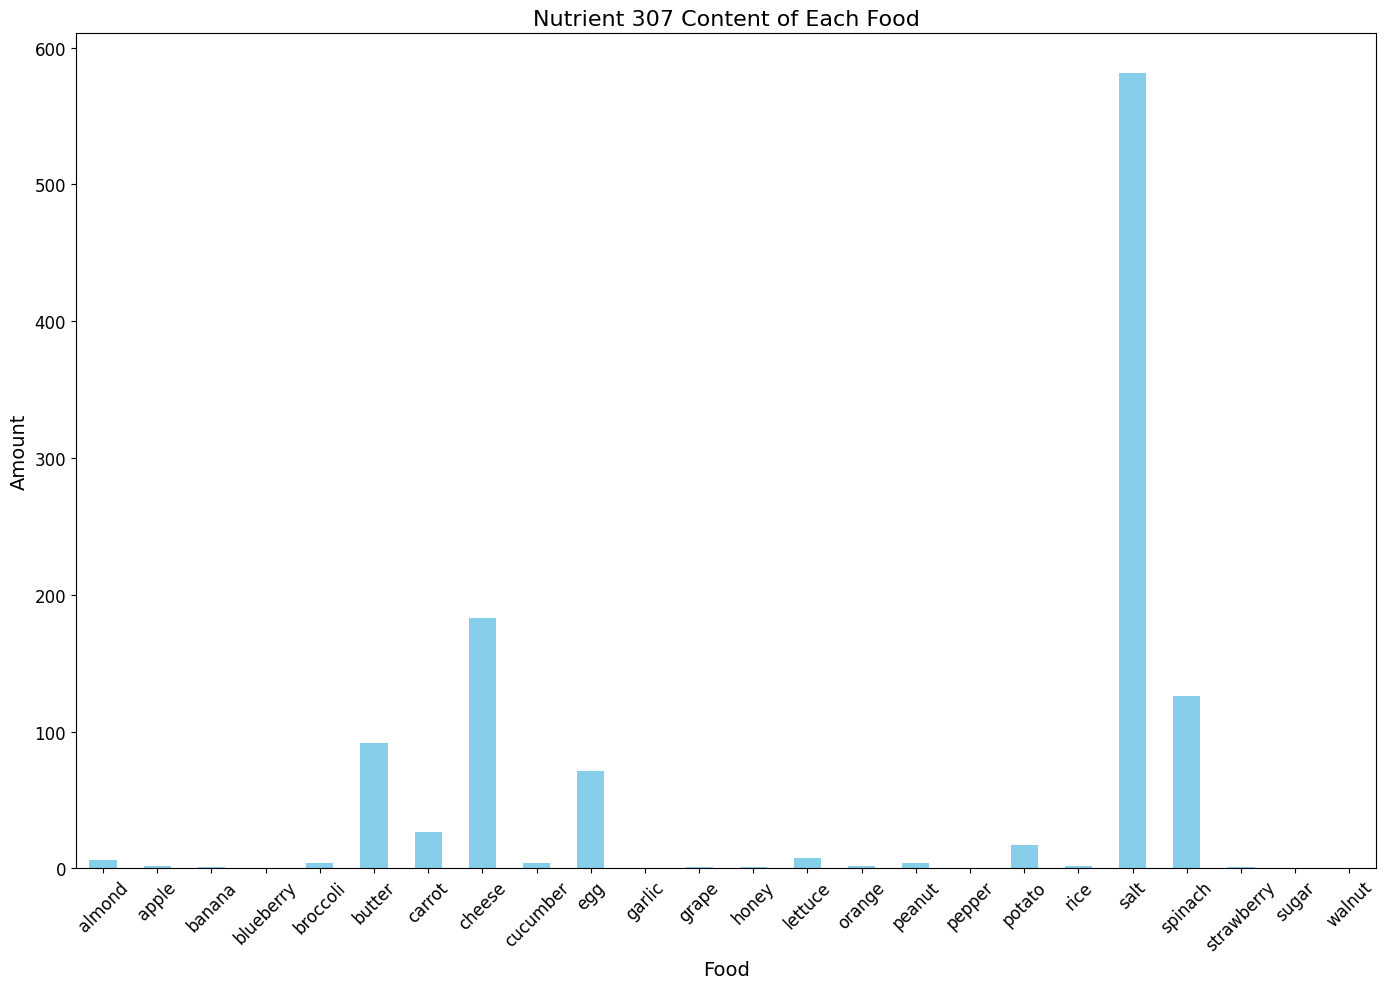 Nutrient 307 Content of Each Food
600
500
400
300
200
100
0
Amount
almond
apple
banana
blueberry
broccoli
butter
carrot
cheese
cucumber
egg
garlic
grape
honey
lettuce
orange
peanut
pepper
potato
rice
salt
spinach
strawberry
sugar
walnut
Food